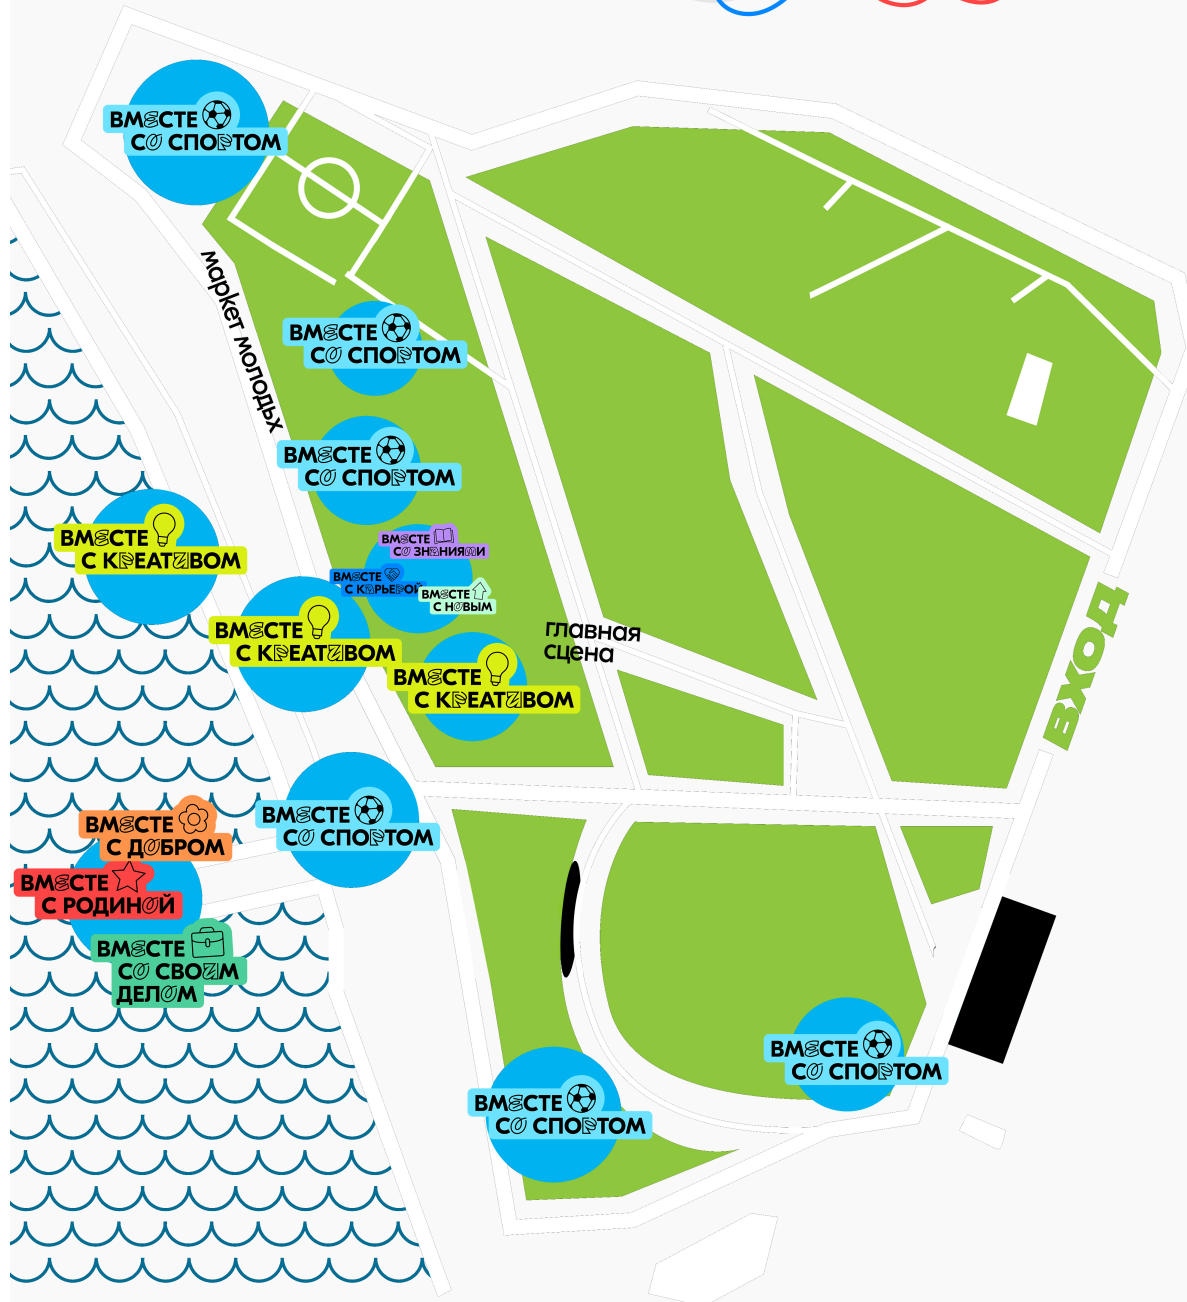 ВМЕСТЕ
СО СПОРТОМ
маркет молодых
ВМЕСТЕ
СО СПОРТОМ
ВМЕСТЕ
СО СПОРТОМ
ВМЕСТЕ
С КРЕАТИВОМ
ВМЕСТЕ
СО ЗНАНИЯМИ
ВМЕСТЕ
С КАРЬЕРОЙ
ВМЕСТЕ
С НОВЫМ
ВМЕСТЕ
С КРЕАТИВОМ
главная
сцена
ВМЕСТЕ
С КРЕАТИВОМ
ВХОД
ВМЕСТЕ
СО СПОРТОМ
ВМЕСТЕ
С ДОБРОМ
ВМЕСТЕ
С РОДИНОЙ
ВМЕСТЕ
СО СВОИМ
ДЕЛОМ
ВМЕСТЕ
СО СПОРТОМ
ВМЕСТЕ
СО СПОРТОМ